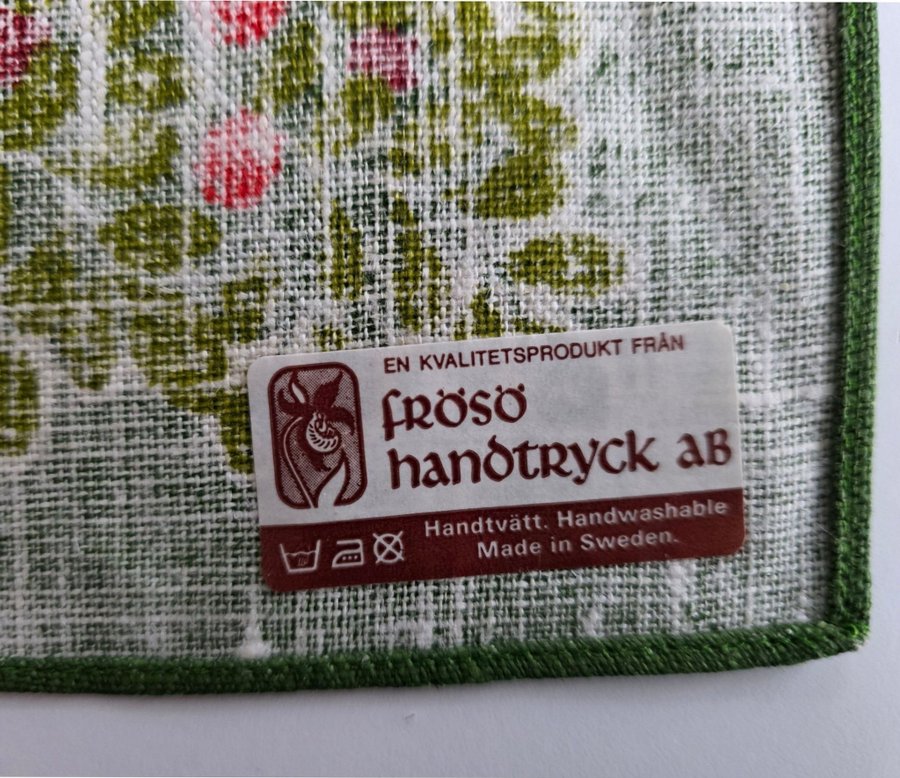 EN KVALITETSPRODUKT FRÅN
FRÖSÖ
HANDTRYCK AB
Handtvätt. Handwashable
Made in Sweden.